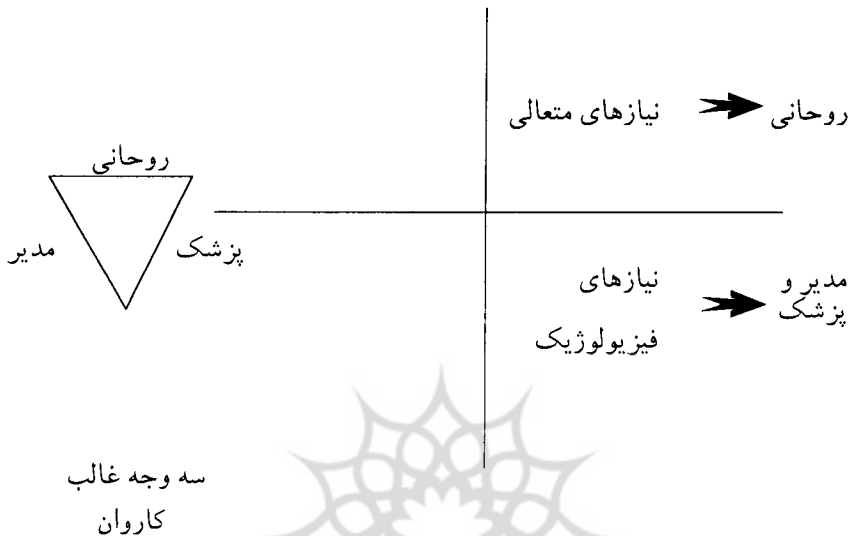 نیازهای متعالی
روحانی
روحانی
مدیر
پزشک
نیازهای
فیزیولوژیک
مدیر و
پزشک
سه وجه غالب
کاروان